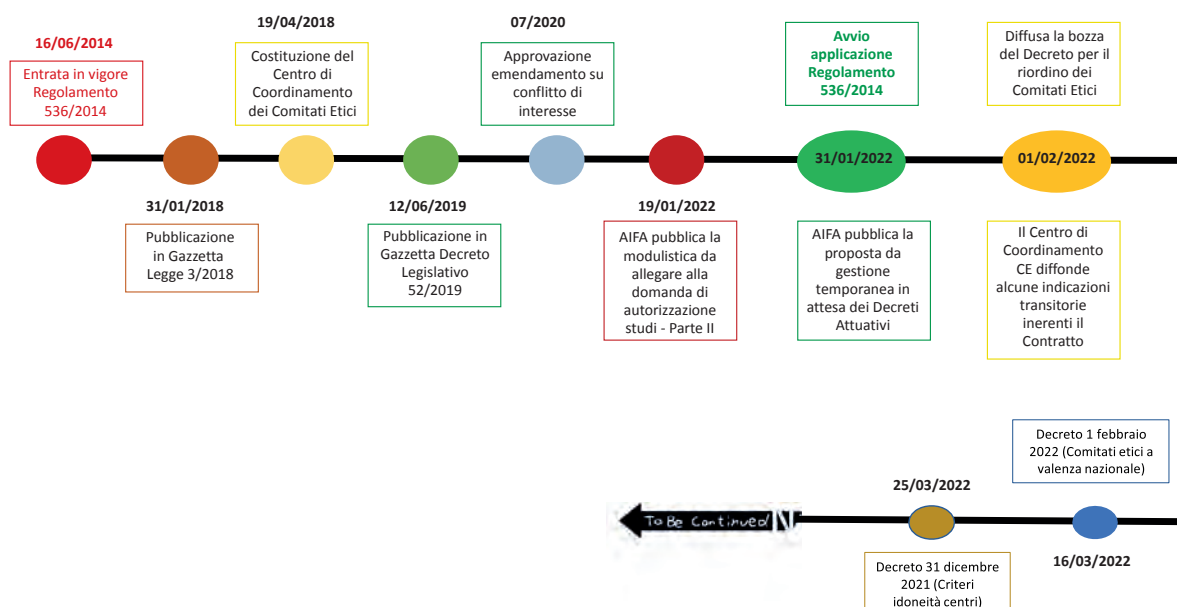 16/06/2014
Entrata in vigore
Regolamento
536/2014
31/01/2018
Pubblicazione
in Gazzetta
Legge 3/2018
19/04/2018
Costituzione del
Centro di
Coordinamento
dei Comitati Etici
12/06/2019
Pubblicazione in
Gazzetta Decreto
Legislativo
52/2019
07/2020
Approvazione
emendamento su
conflitto di
interesse
19/01/2022
AIFA pubblica la
modulistica da
allegare alla
domanda di
autorizzazione
studi - Parte II
Avvio
applicazione
Regolamento
536/2014
31/01/2022
AIFA pubblica la
proposta da
gestione
temporanea in
attesa dei Decreti
Attuativi
Diffusa la bozza
del Decreto per il
riordino dei
Comitati Etici
01/02/2022
Il Centro di
Coordinamento
CE diffonde
alcune indicazioni
transitorie
inerenti il
Contratto
Decreto 1 febbraio
2022 (Comitati etici a
valenza nazionale)
16/03/2022
25/03/2022
Decreto 31 dicembre
2021 (Criteri
idoneità centri)
To Be Continued